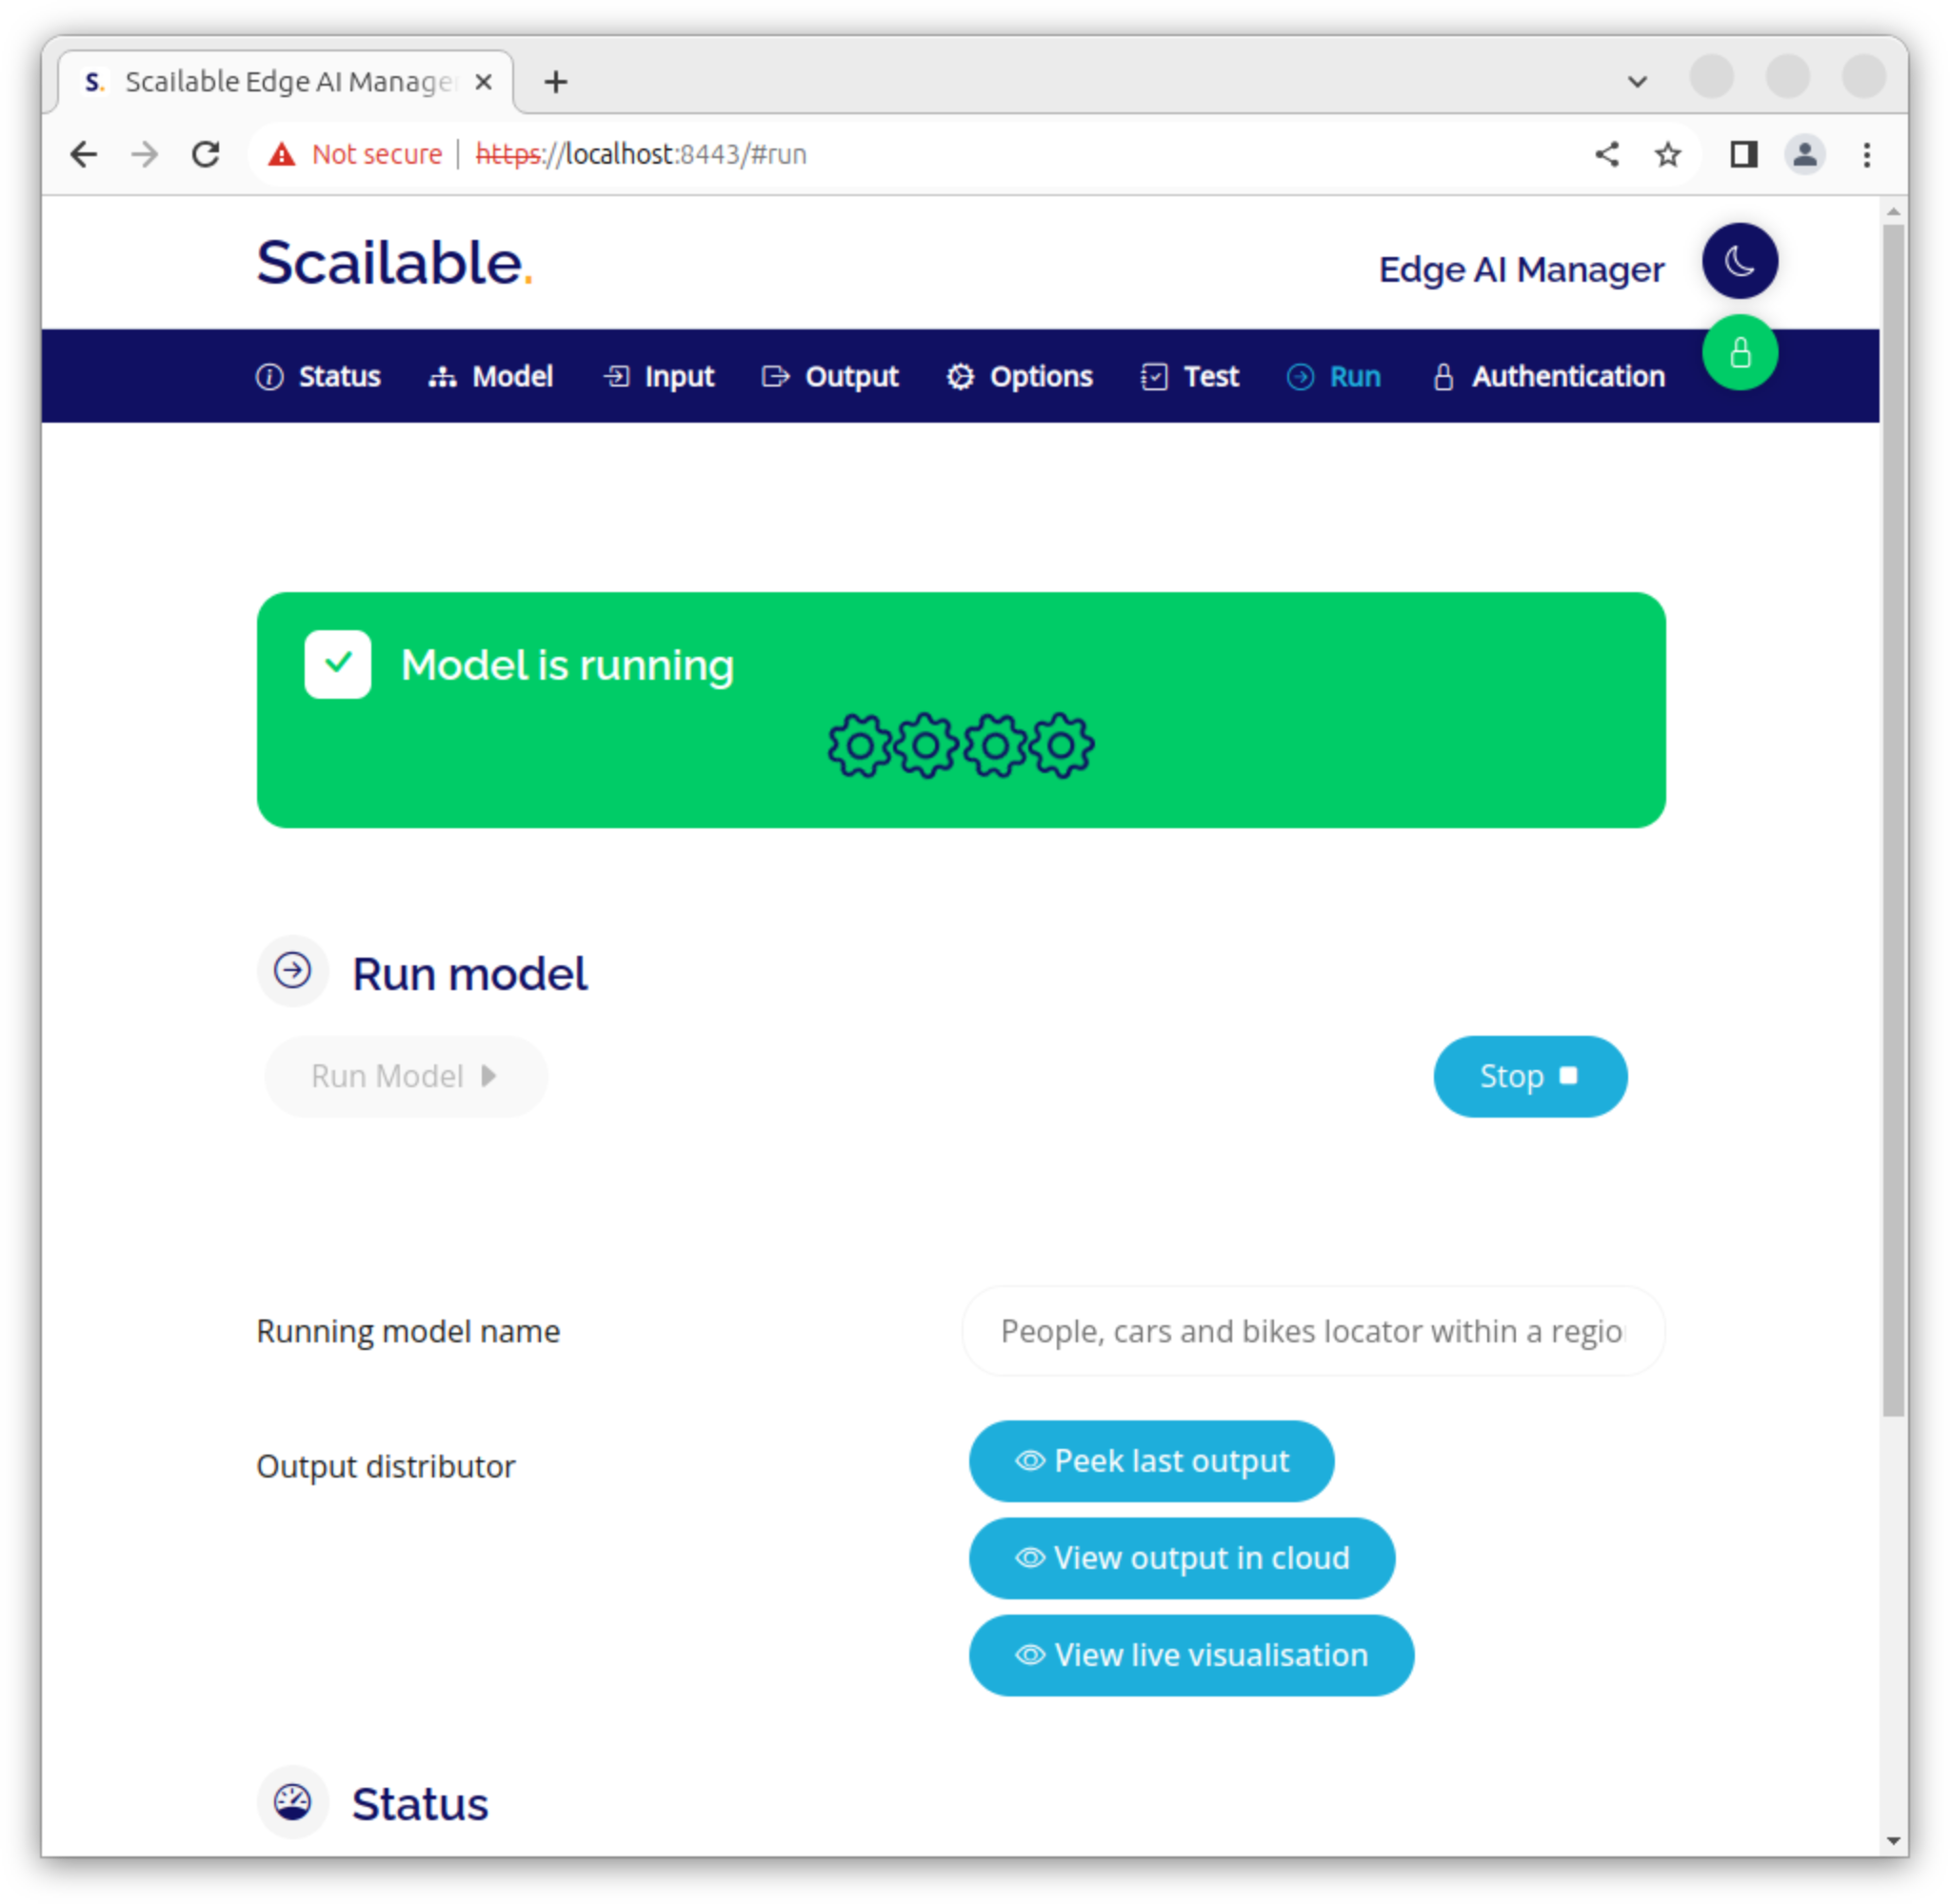 S. Scailable Edge AI Manage
Not secure https://localhost:8443/#run
Scailable.
Edge AI Manager
Status Model Input Output Options Test Run Authentication
Model is running
Run model
Run Model
Stop
Running model name
People, cars and bikes locator within a regio
Output distributor
Peek last output
View output in cloud
View live visualisation
Status